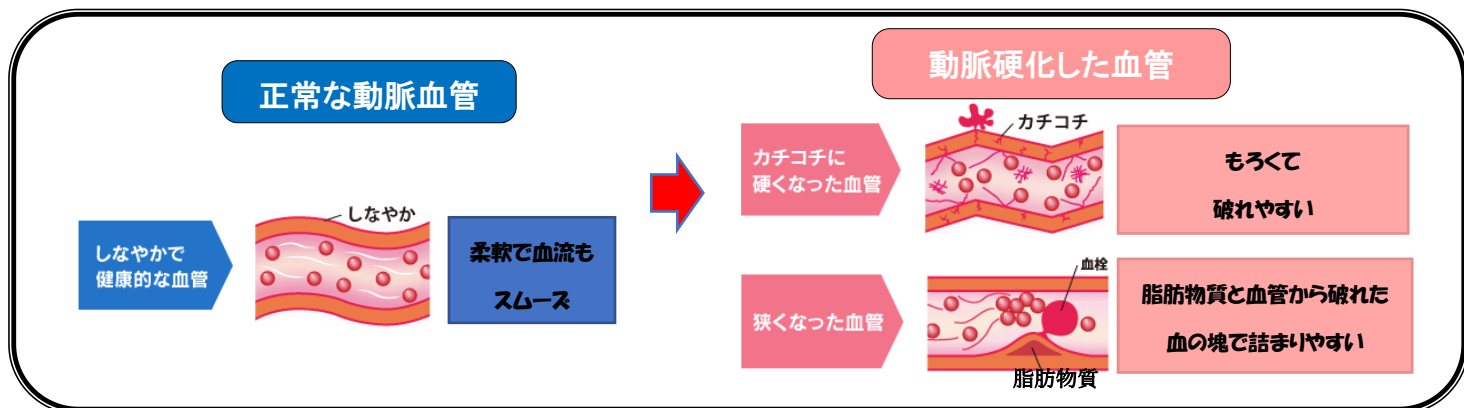 正常な動脈血管
しなやかで
健康的な血管
しなやか
柔軟で血流も
スムーズ
動脈硬化した血管
カチコチに
硬くなった血管
カチコチ
もろくて
破れやすい
狭くなった血管
血栓
脂肪物質
脂肪物質と血管から破れた
血の塊で詰まりやすい